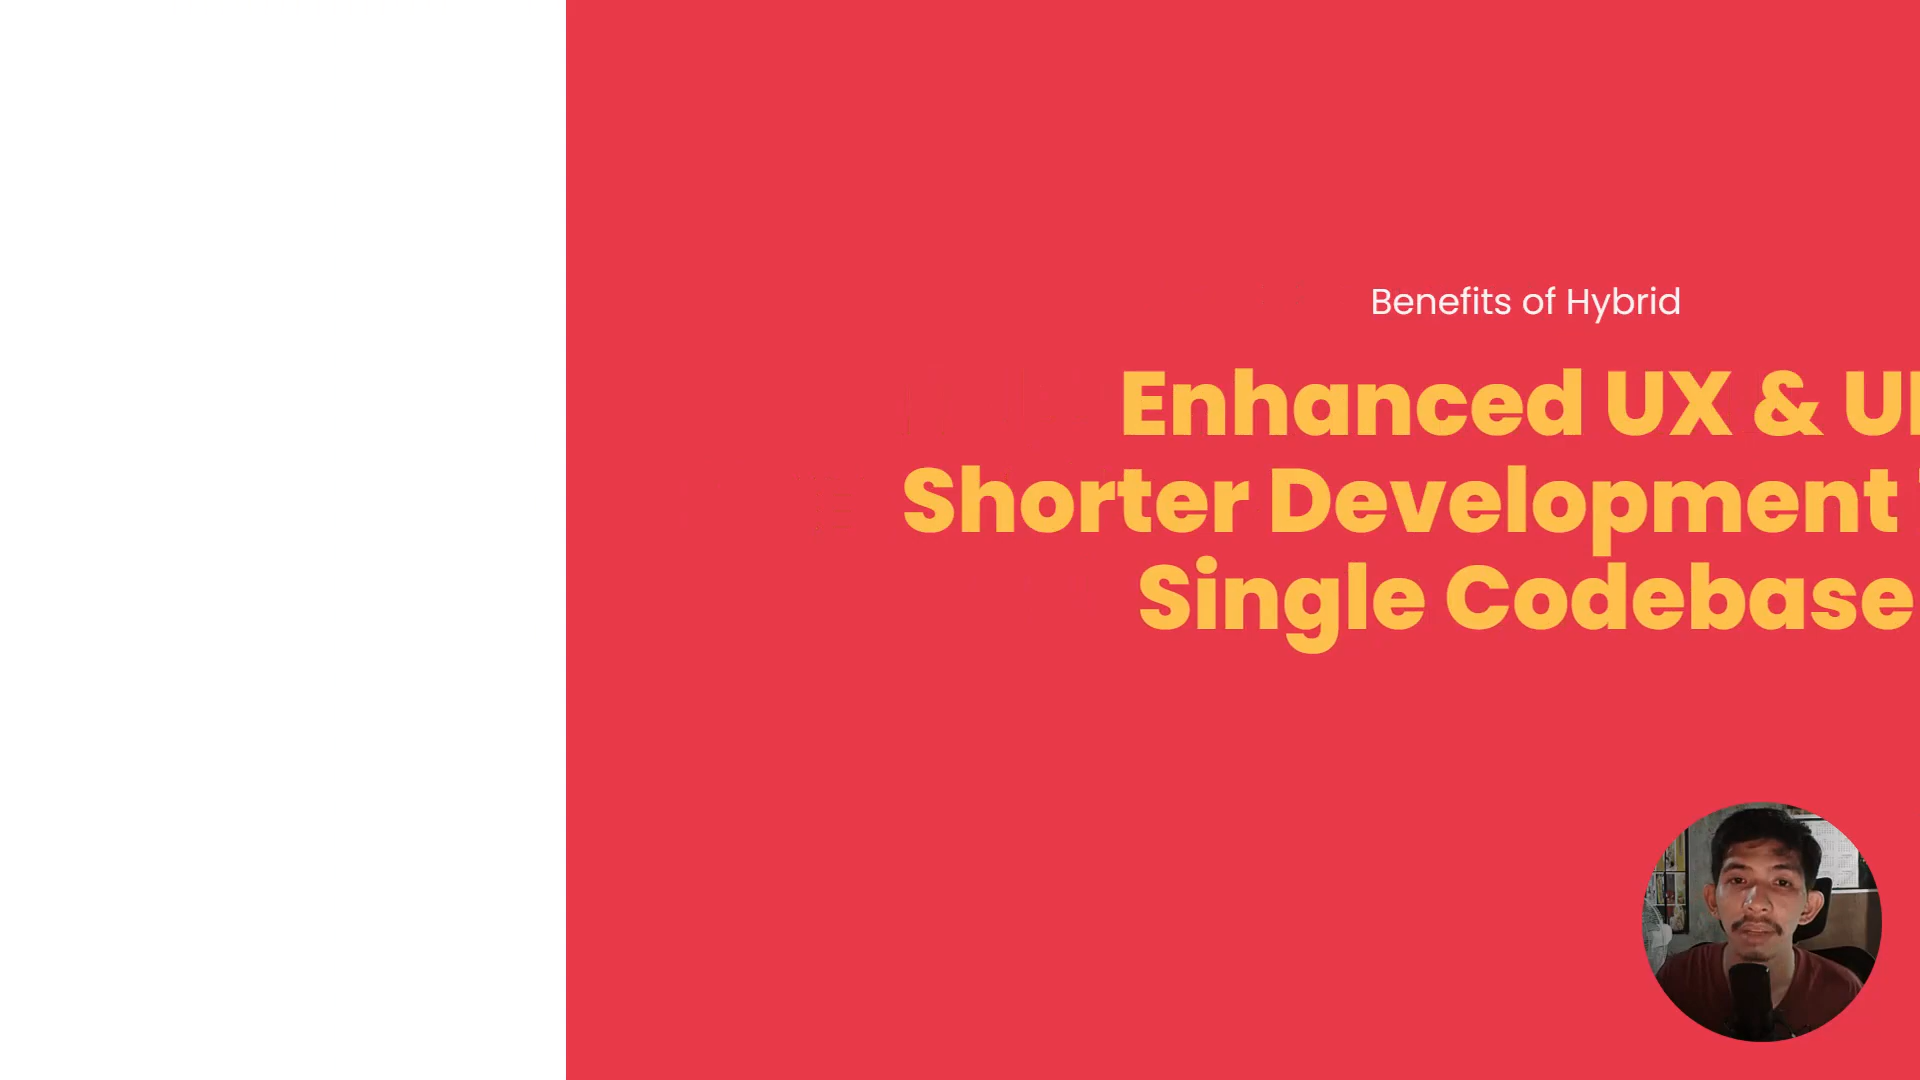 Benefits of Hybrid
Enhanced UX & UI
Shorter Development
Single Codebase